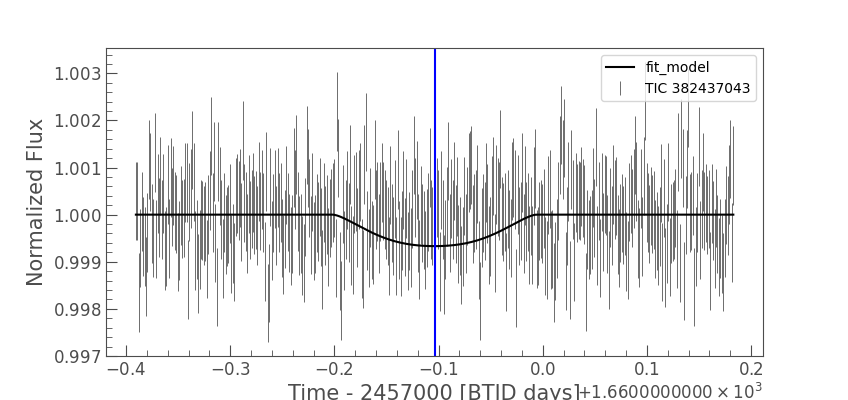 fit_model
TIC 382437043
1.003
1.002
1.001
1.000
0.999
0.998
0.997
Normalized Flux
−0.4 −0.3 −0.2 −0.1 0.0 0.1 0.2
Time - 2457000 [BTJD days]
+1.6600000000×10³